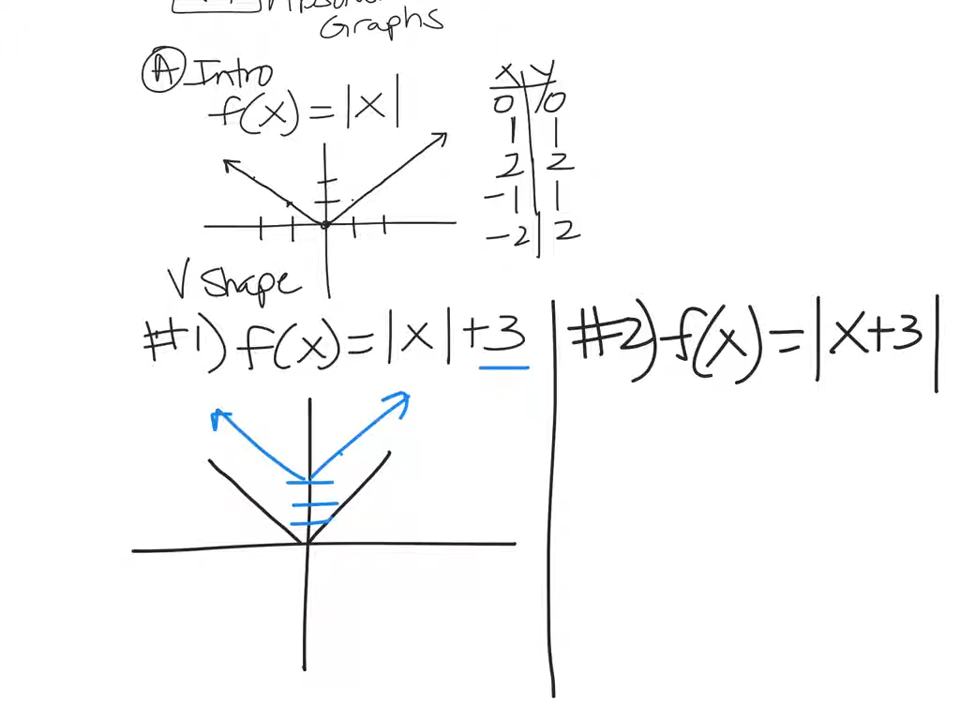 Graphs
Ⓐ Intro
f(x) = |x|
x | y
0 | 0
1 | 1
2 | 2
-1 | 1
-2 | 2
V Shape
#1) f(x) = |x| + 3
#2) f(x) = |x+3|